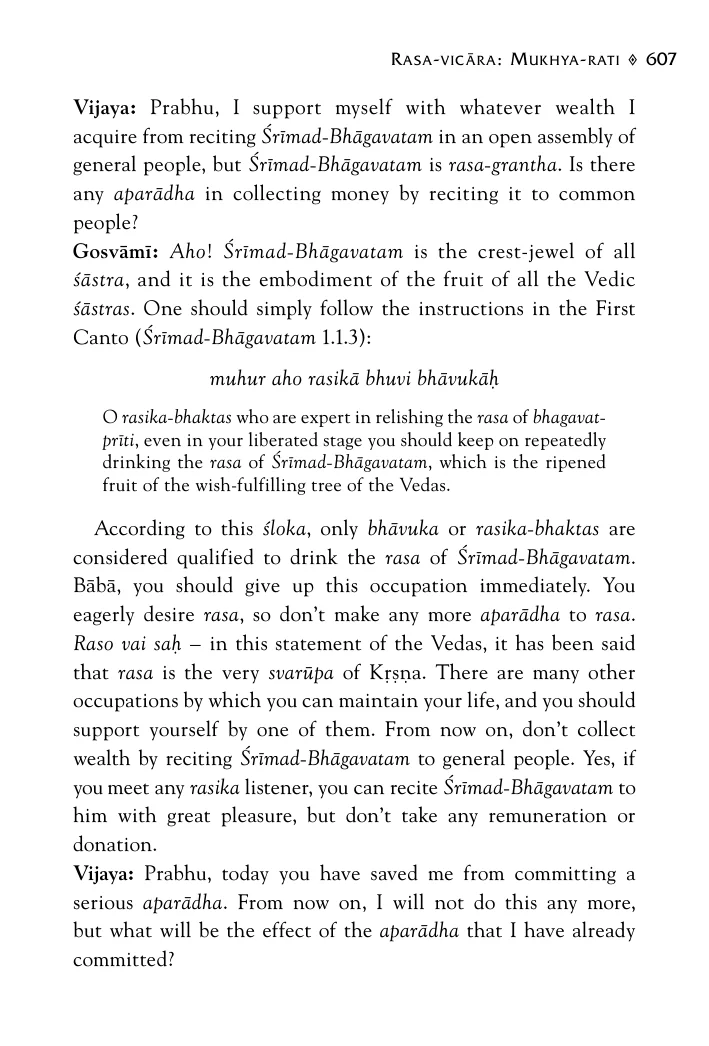 RASA-VICĀRA: MUKHYA-RATI ◊ 607
Vijaya: Prabhu, I support myself with whatever wealth I
acquire from reciting Śrīmad-Bhāgavatam in an open assembly of
general people, but Śrīmad-Bhāgavatam is rasa-grantha. Is there
any aparādha in collecting money by reciting it to common
people?
Gosvāmī: Aho! Śrīmad-Bhāgavatam is the crest-jewel of all
śāstra, and it is the embodiment of the fruit of all the Vedic
śāstras. One should simply follow the instructions in the First
Canto (Śrīmad-Bhāgavatam 1.1.3):
muhur aho rasikā bhuvi bhāvukāḥ
O rasika-bhaktas who are expert in relishing the rasa of bhagavat-
prīti, even in your liberated stage you should keep on repeatedly
drinking the rasa of Śrīmad-Bhāgavatam, which is the ripened
fruit of the wish-fulfilling tree of the Vedas.
According to this śloka, only bhāvuka or rasika-bhaktas are
considered qualified to drink the rasa of Śrīmad-Bhāgavatam.
Bābā, you should give up this occupation immediately. You
eagerly desire rasa, so don't make any more aparādha to rasa.
Raso vai saḥ – in this statement of the Vedas, it has been said
that rasa is the very svarūpa of Kṛṣṇa. There are many other
occupations by which you can maintain your life, and you should
support yourself by one of them. From now on, don't collect
wealth by reciting Śrīmad-Bhāgavatam to general people. Yes, if
you meet any rasika listener, you can recite Śrīmad-Bhāgavatam to
him with great pleasure, but don't take any remuneration or
donation.
Vijaya: Prabhu, today you have saved me from committing a
serious aparādha. From now on, I will not do this any more,
but what will be the effect of the aparādha that I have already
committed?